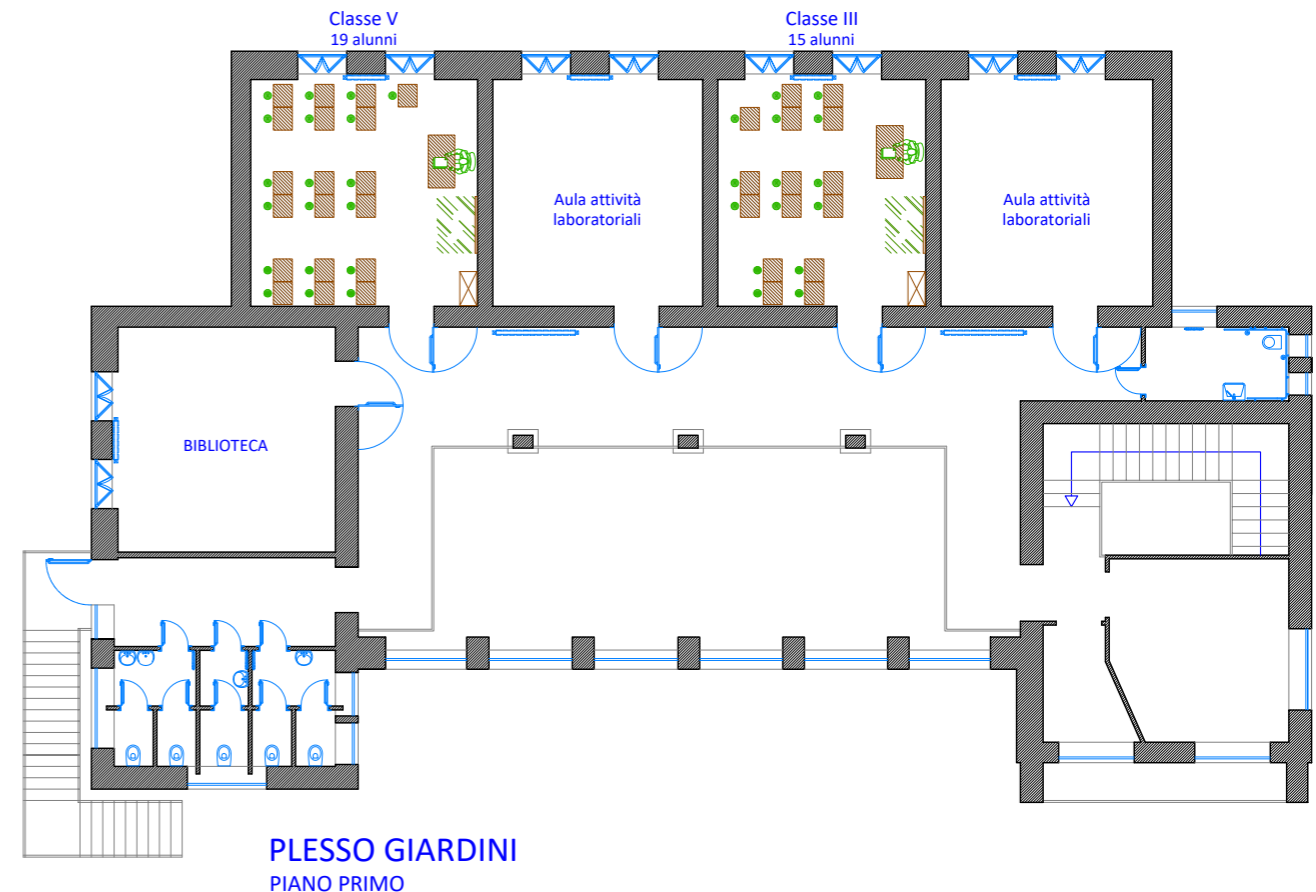 Classe V
19 alunni
Classe III
15 alunni
Aula attività
laboratoriali
Aula attività
laboratoriali
BIBLIOTECA
PLESSO GIARDINI
PIANO PRIMO